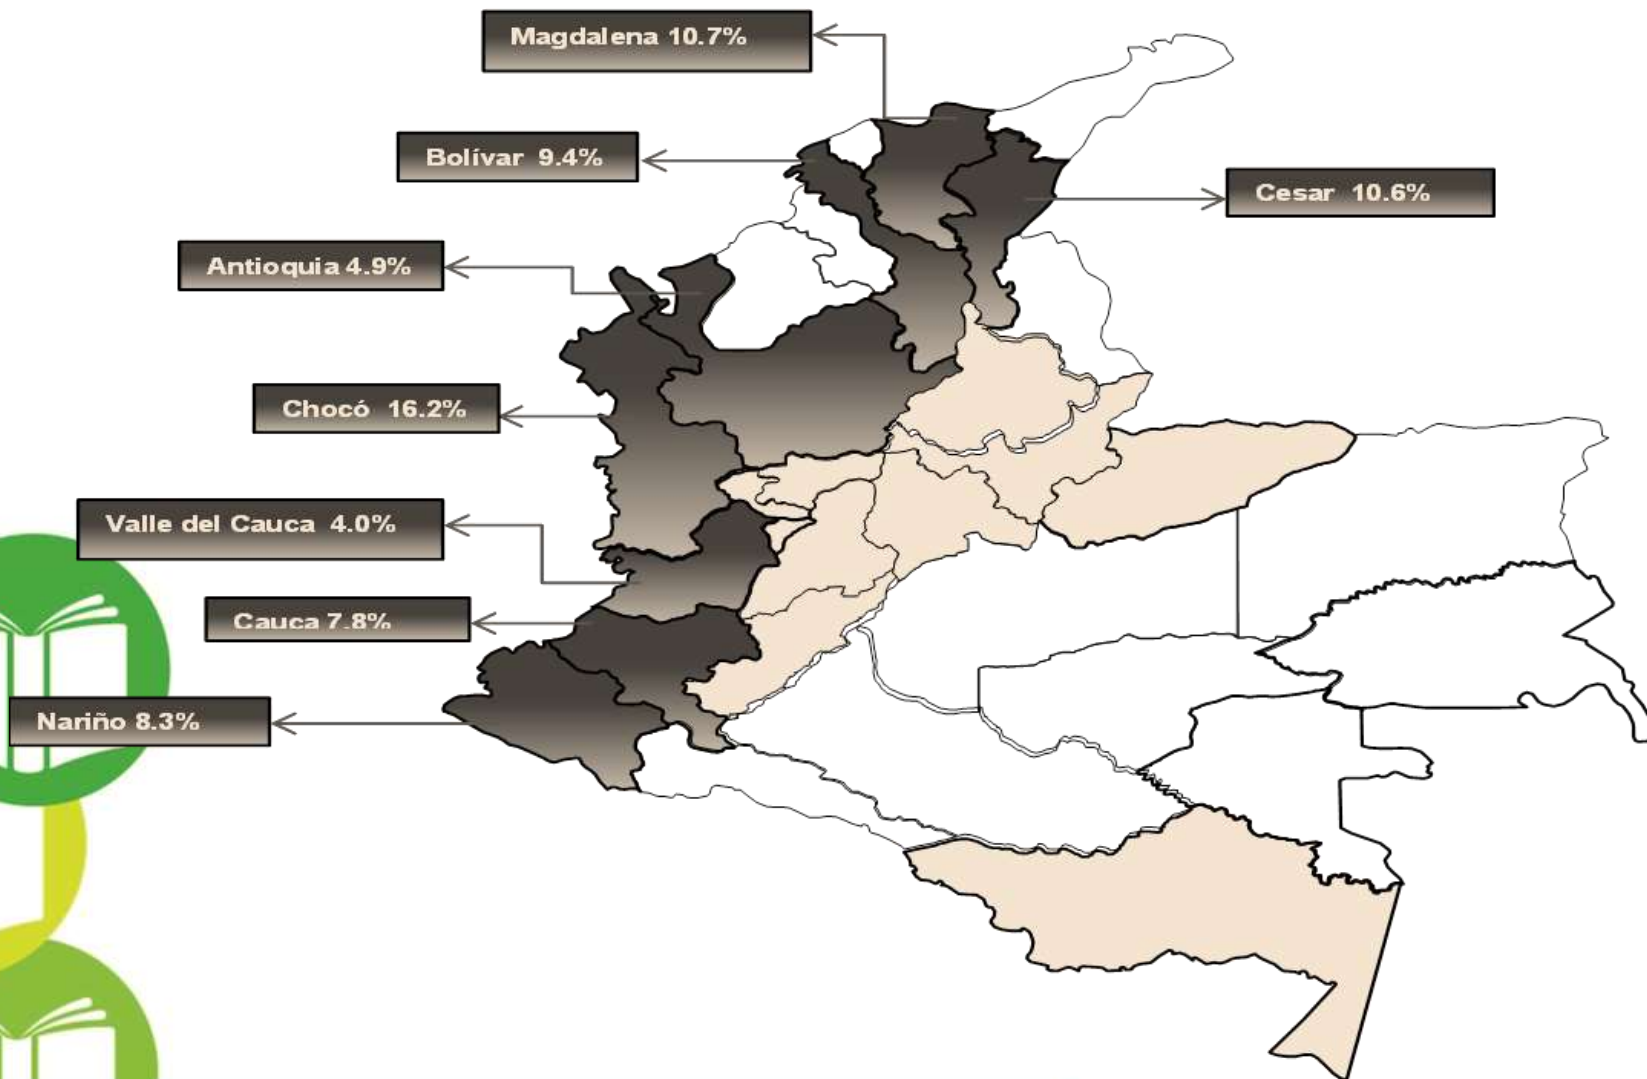 Magdalena 10.7%
Bolívar 9.4%
Cesar 10.6%
Antioquia 4.9%
Chocó 16.2%
Valle del Cauca 4.0%
Cauca 7.8%
Nariño 8.3%